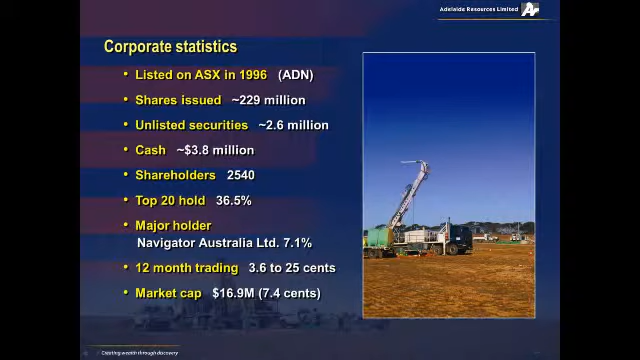 Adelaide Resources Limited
Corporate statistics
• Listed on ASX in 1996 (ADN)
• Shares issued ~229 million
• Unlisted securities ~2.6 million
• Cash ~$3.8 million
• Shareholders 2540
• Top 20 hold 36.5%
• Major holder
Navigator Australia Ltd. 7.1%
• 12 month trading 3.6 to 25 cents
• Market cap $16.9M (7.4 cents)
Creating wealth through discovery